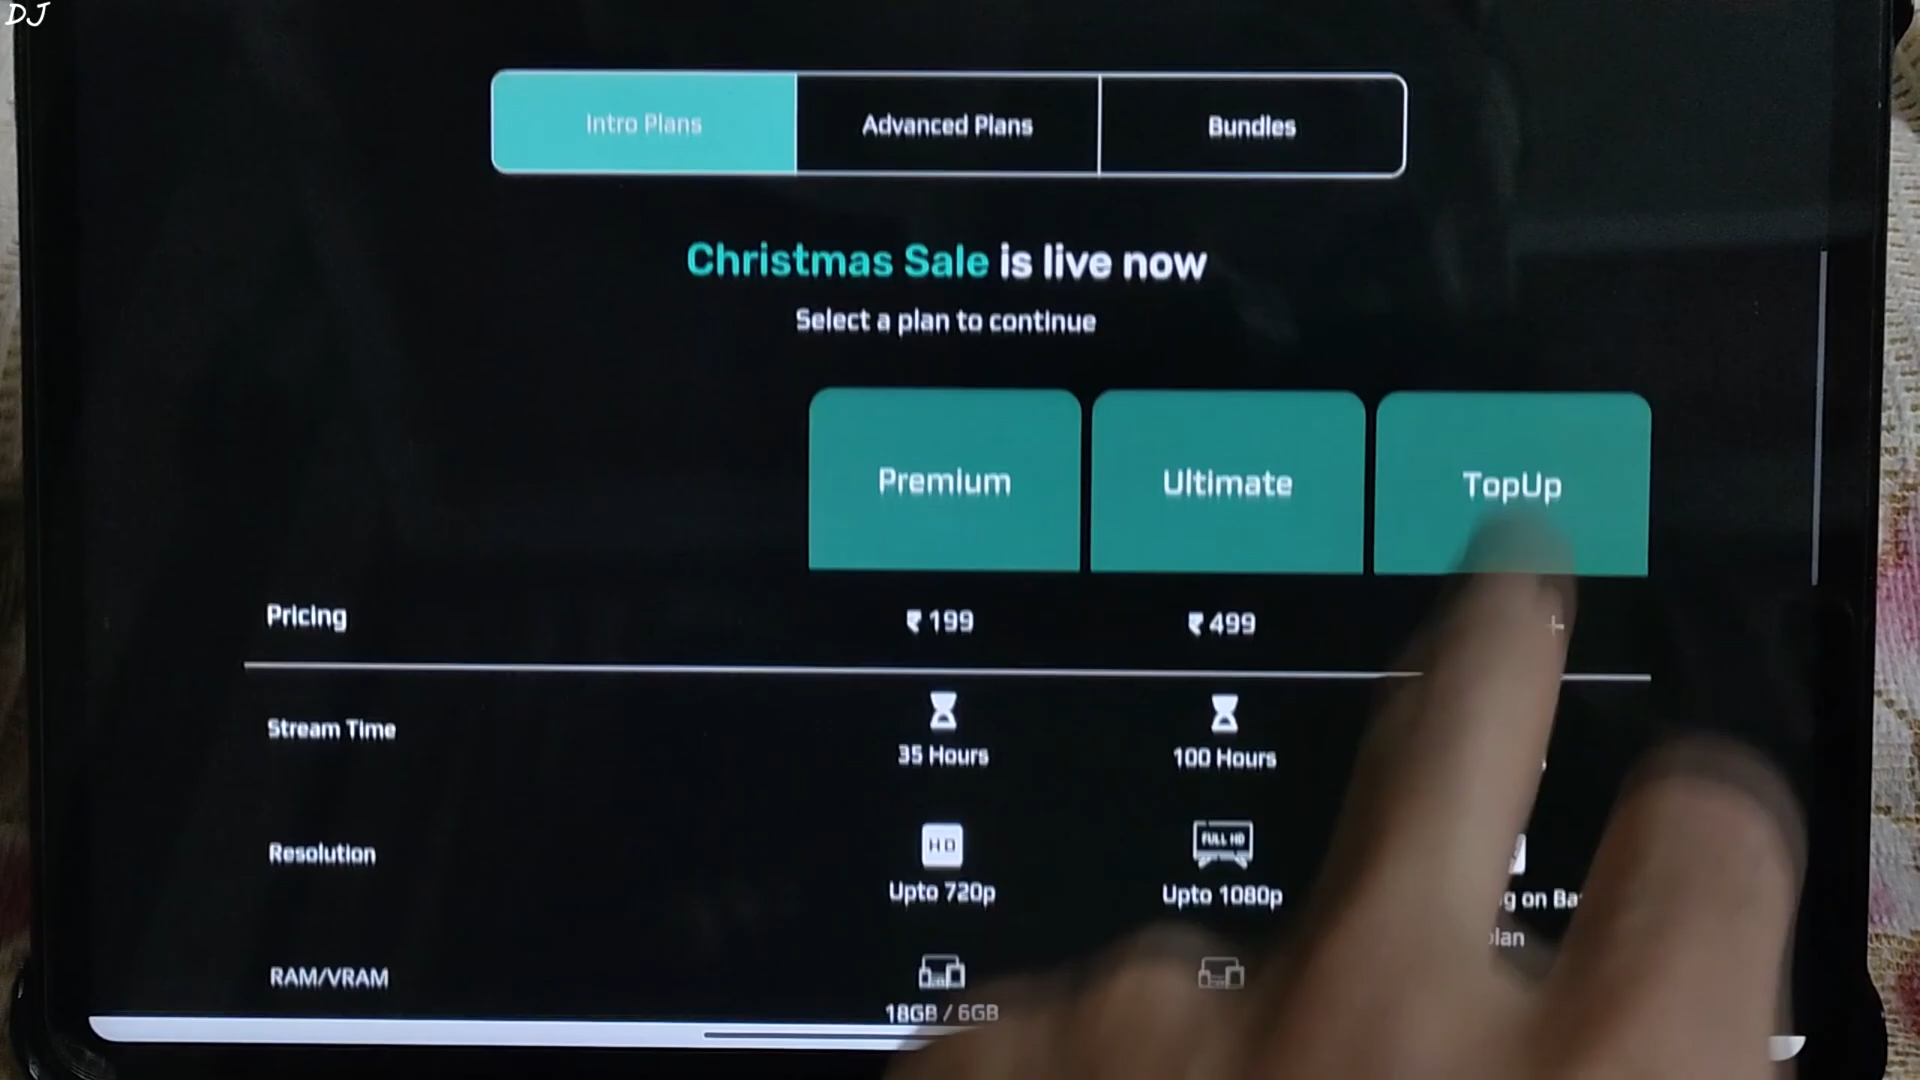 DJ
Intro Plans
Advanced Plans
Bundles
Christmas Sale is live now
Select a plan to continue
Premium
Ultimate
TopUp
Pricing
₹ 199
₹ 499
+
Stream Time
35 Hours
100 Hours
Resolution
HD
FULL HD
Upto 720p
Upto 1080p
on
plan
RAM/VRAM
18GB / 6GB